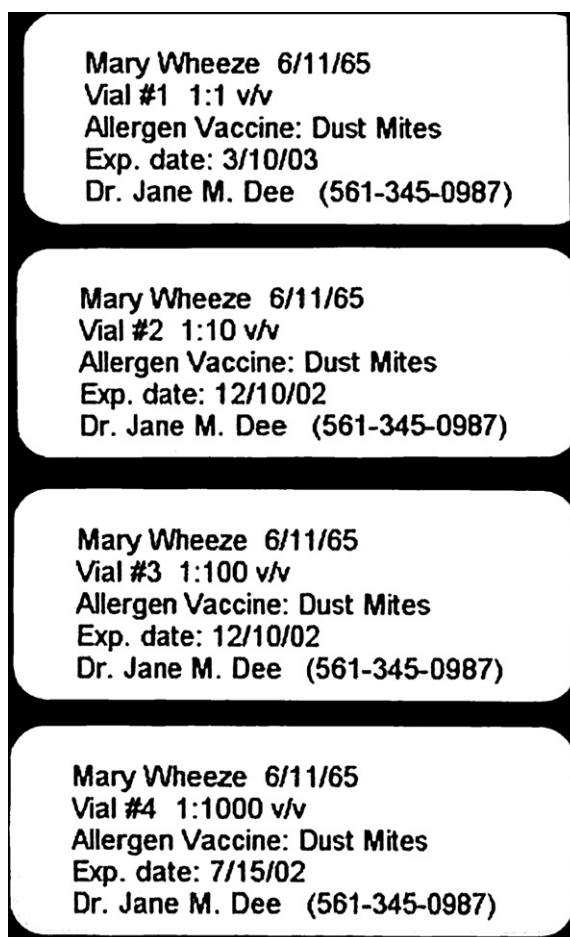 Mary Wheeze 6/11/65
Vial #1 1:1 v/v
Allergen Vaccine: Dust Mites
Exp. date: 3/10/03
Dr. Jane M. Dee (561-345-0987)
Mary Wheeze 6/11/65
Vial #2 1:10 v/v
Allergen Vaccine: Dust Mites
Exp. date: 12/10/02
Dr. Jane M. Dee (561-345-0987)
Mary Wheeze 6/11/65
Vial #3 1:100 v/v
Allergen Vaccine: Dust Mites
Exp. date: 12/10/02
Dr. Jane M. Dee (561-345-0987)
Mary Wheeze 6/11/65
Vial #4 1:1000 v/v
Allergen Vaccine: Dust Mites
Exp. date: 7/15/02
Dr. Jane M. Dee (561-345-0987)